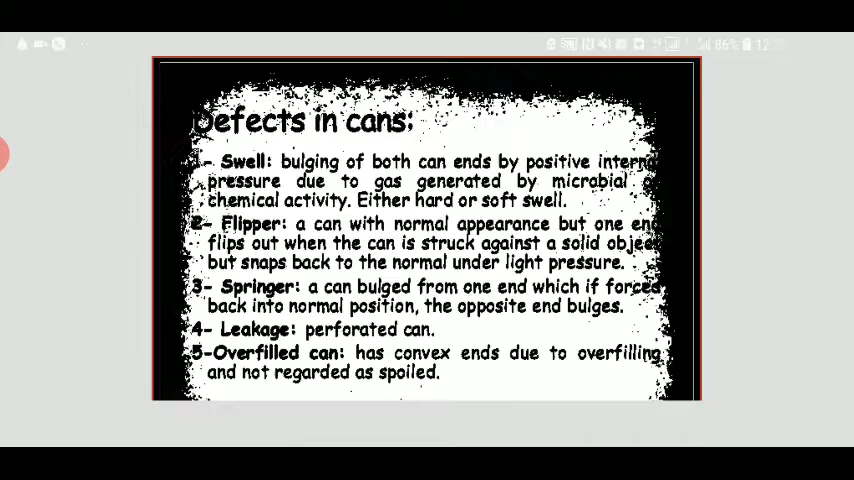 86% 12
Defects in cans:
1- Swell: bulging of both can ends by positive intern
pressure due to gas generated by microbial o
chemical activity. Either hard or soft swell.
2- Flipper: a can with normal appearance but one end
flips out when the can is struck against a solid objec
but snaps back to the normal under light pressure.
3- Springer: a can bulged from one end which if forced
back into normal position, the opposite end bulges.
4- Leakage: perforated can.
5-Overfilled can: has convex ends due to overfilling
and not regarded as spoiled.